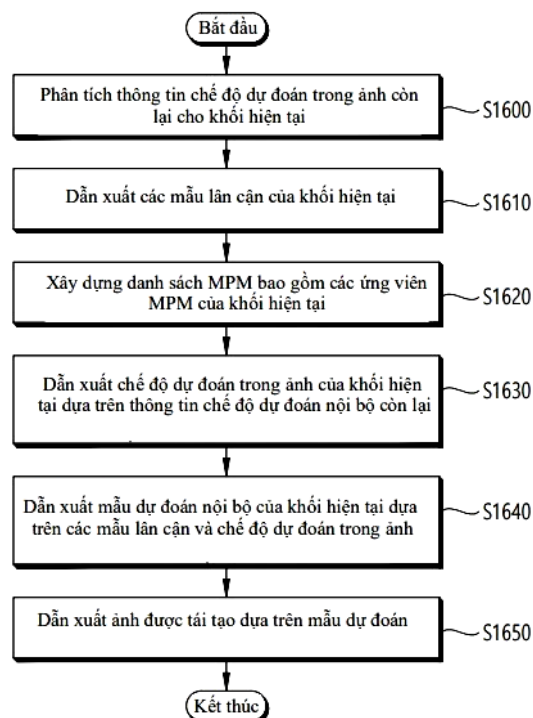 Bắt đầu
Phân tích thông tin chế độ dự đoán trong ảnh còn
lại cho khối hiện tại
S1600
Dẫn xuất các mẫu lân cận của khối hiện tại
S1610
Xây dựng danh sách MPM bao gồm các ứng viên
MPM của khối hiện tại
S1620
Dẫn xuất chế độ dự đoán trong ảnh của khối hiện
tại dựa trên thông tin chế độ dự đoán nội bộ còn lại
S1630
Dẫn xuất mẫu dự đoán nội bộ của khối hiện tại dựa
trên các mẫu lân cận và chế độ dự đoán trong ảnh
S1640
Dẫn xuất ảnh được tái tạo dựa trên mẫu dự đoán
S1650
Kết thúc